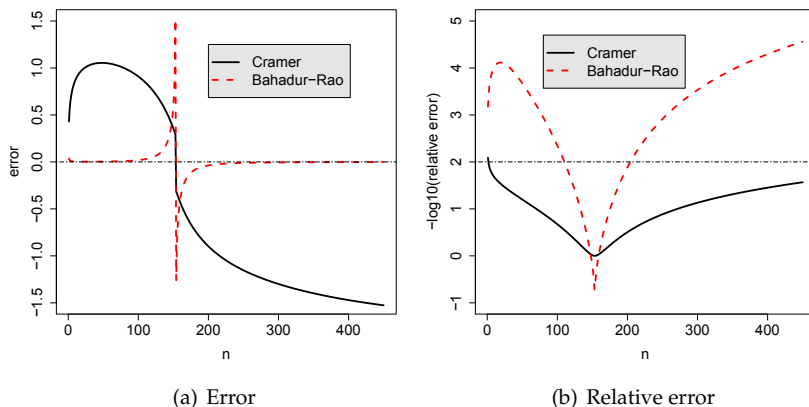 error
1.5
1.0
0.5
0.0
−0.5
−1.0
−1.5
Cramer
Bahadur−Rao
0 100 200 300 400
n
(a) Error
−log10(relative error)
5
4
3
2
1
0
−1
Cramer
Bahadur−Rao
0 100 200 300 400
n
(b) Relative error